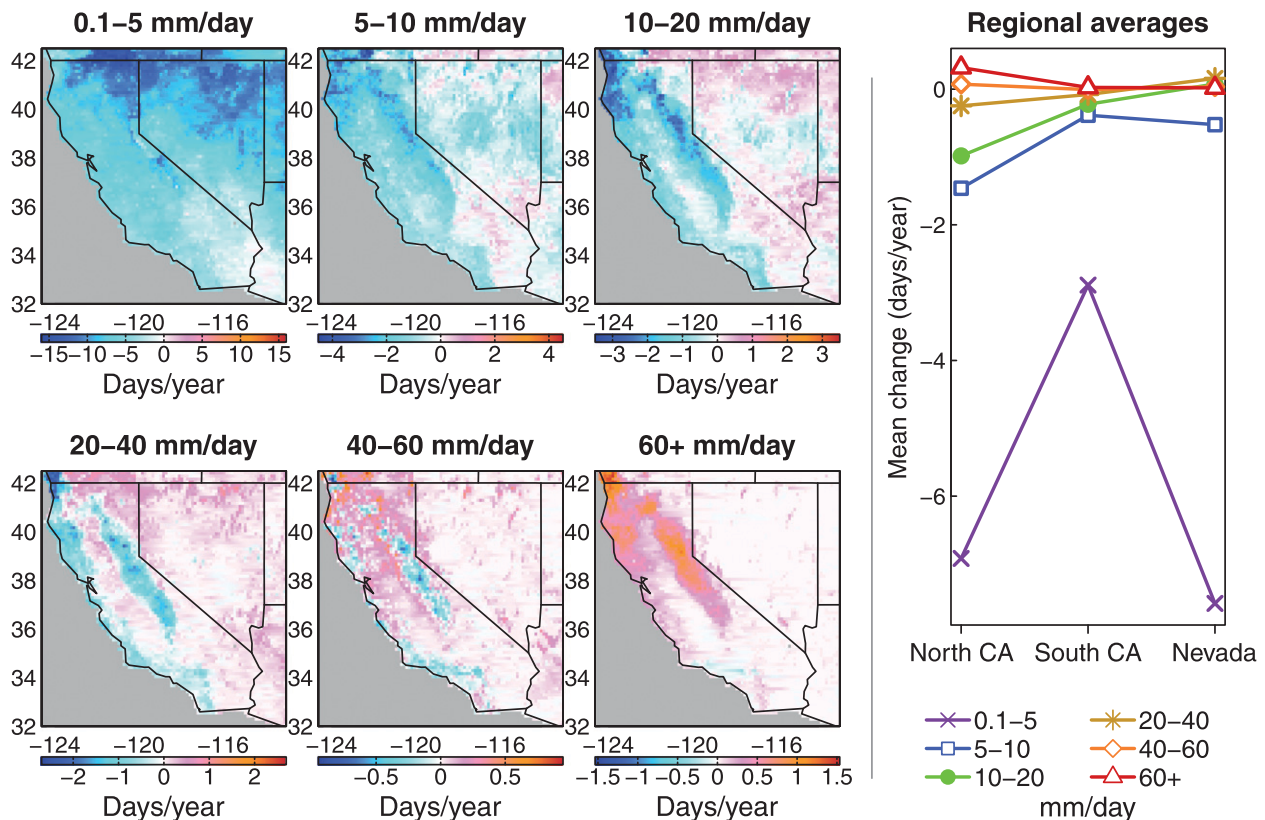 0.1–5 mm/day 5–10 mm/day 10–20 mm/day Regional averages
42 42 42
40 40 40
38 38 38
36 36 36
34 34 34
32 32 32
−124 −120 −116 −124 −120 −116 −124 −120 −116
−15 −10 −5 0 5 10 15 −4 −2 0 2 4 −3 −2 −1 0 1 2 3
Days/year Days/year Days/year
20–40 mm/day 40–60 mm/day 60+ mm/day
42 42 42
40 40 40
38 38 38
36 36 36
34 34 34
32 32 32
−124 −120 −116 −124 −120 −116 −124 −120 −116
−2 −1 0 1 2 −0.5 0 0.5 −1.5 −1 −0.5 0 0.5 1 1.5
Days/year Days/year Days/year
Mean change (days/year)
0
−2
−4
−6
North CA South CA Nevada
0.1–5 20–40
5–10 40–60
10–20 60+
mm/day